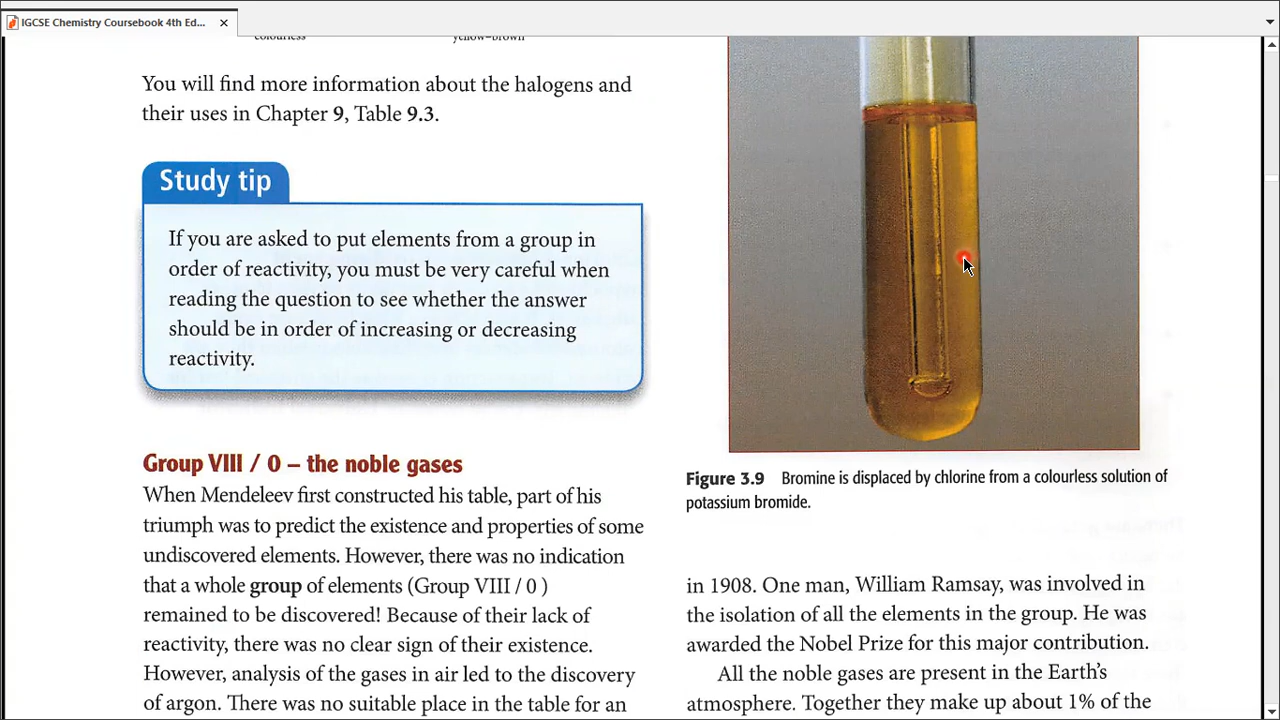 IGCSE Chemistry Coursebook 4th Ed...
colourless yellow–brown
You will find more information about the halogens and
their uses in Chapter 9, Table 9.3.
Study tip
If you are asked to put elements from a group in
order of reactivity, you must be very careful when
reading the question to see whether the answer
should be in order of increasing or decreasing
reactivity.
Group VIII / 0 – the noble gases
When Mendeleev first constructed his table, part of his
triumph was to predict the existence and properties of some
undiscovered elements. However, there was no indication
that a whole group of elements (Group VIII / 0 )
remained to be discovered! Because of their lack of
reactivity, there was no clear sign of their existence.
However, analysis of the gases in air led to the discovery
of argon. There was no suitable place in the table for an
Figure 3.9 Bromine is displaced by chlorine from a colourless solution of
potassium bromide.
in 1908. One man, William Ramsay, was involved in
the isolation of all the elements in the group. He was
awarded the Nobel Prize for this major contribution.
All the noble gases are present in the Earth's
atmosphere. Together they make up about 1% of the